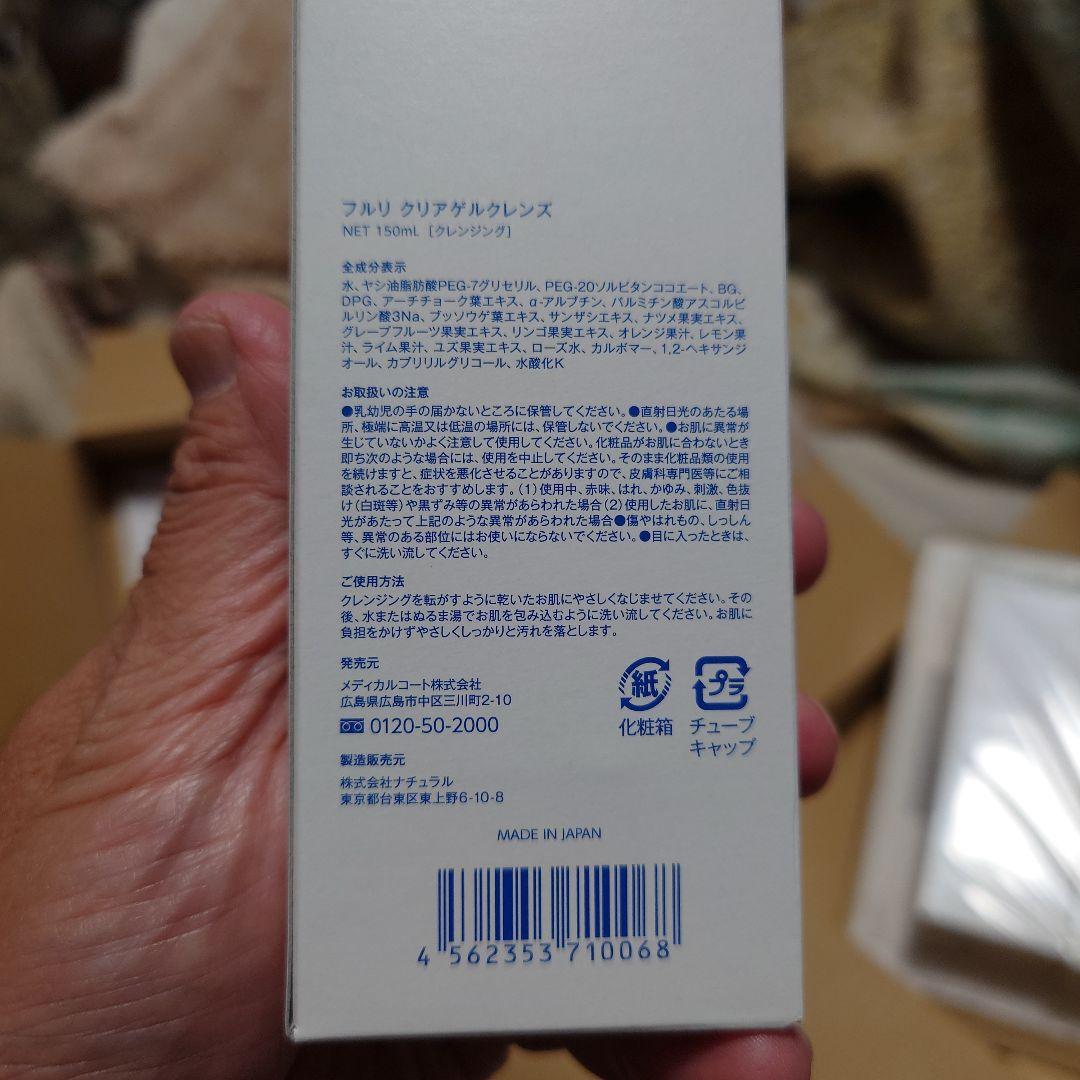 フルリ クリアゲルクレンズ
NET 150mL [クレンジング]
全成分表示
水、ヤシ油脂肪酸PEG-7グリセリル、PEG-20ソルビタンココエート、BG、
DPG、アーチチョーク葉エキス、α-アルブチン、パルミチン酸アスコルビ
ルリン酸3Na、ブッソウゲ葉エキス、サンザシエキス、ナツメ果実エキス、
グレープフルーツ果実エキス、リンゴ果実エキス、オレンジ果汁、レモン果
汁、ライム果汁、ユズ果実エキス、ローズ水、カルボマー、1,2-ヘキサンジ
オール、カプリリルグリコール、水酸化K
お取扱いの注意
●乳幼児の手の届かないところに保管してください。●直射日光のあたる場
所、極端に高温又は低温の場所には、保管しないでください。●お肌に異常が
生じていないかよく注意して使用してください。化粧品がお肌に合わないとき
即ち次のような場合には、使用を中止してください。そのまま化粧品類の使用
を続けますと、症状を悪化させることがありますので、皮膚科専門医等にご相
談されることをおすすめします。(1)使用中、赤味、はれ、かゆみ、刺激、色抜
け(白斑等)や黒ずみ等の異常があらわれた場合(2)使用したお肌に、直射日
光があたって上記のような異常があらわれた場合●傷やはれもの、しっしん
等、異常のある部位にはお使いにならないでください。●目に入ったときは、
すぐに洗い流してください。
ご使用方法
クレンジングを転がすように乾いたお肌にやさしくなじませてください。その
後、水またはぬるま湯でお肌を包み込むように洗い流してください。お肌に
負担をかけずやさしくしっかりと汚れを落とします。
発売元
メディカルコート株式会社
広島県広島市中区三川町2-10
0120-50-2000
紙
化粧箱
プラ
チューブ
キャップ
製造販売元
株式会社ナチュラル
東京都台東区東上野6-10-8
MADE IN JAPAN
4 562353 710068